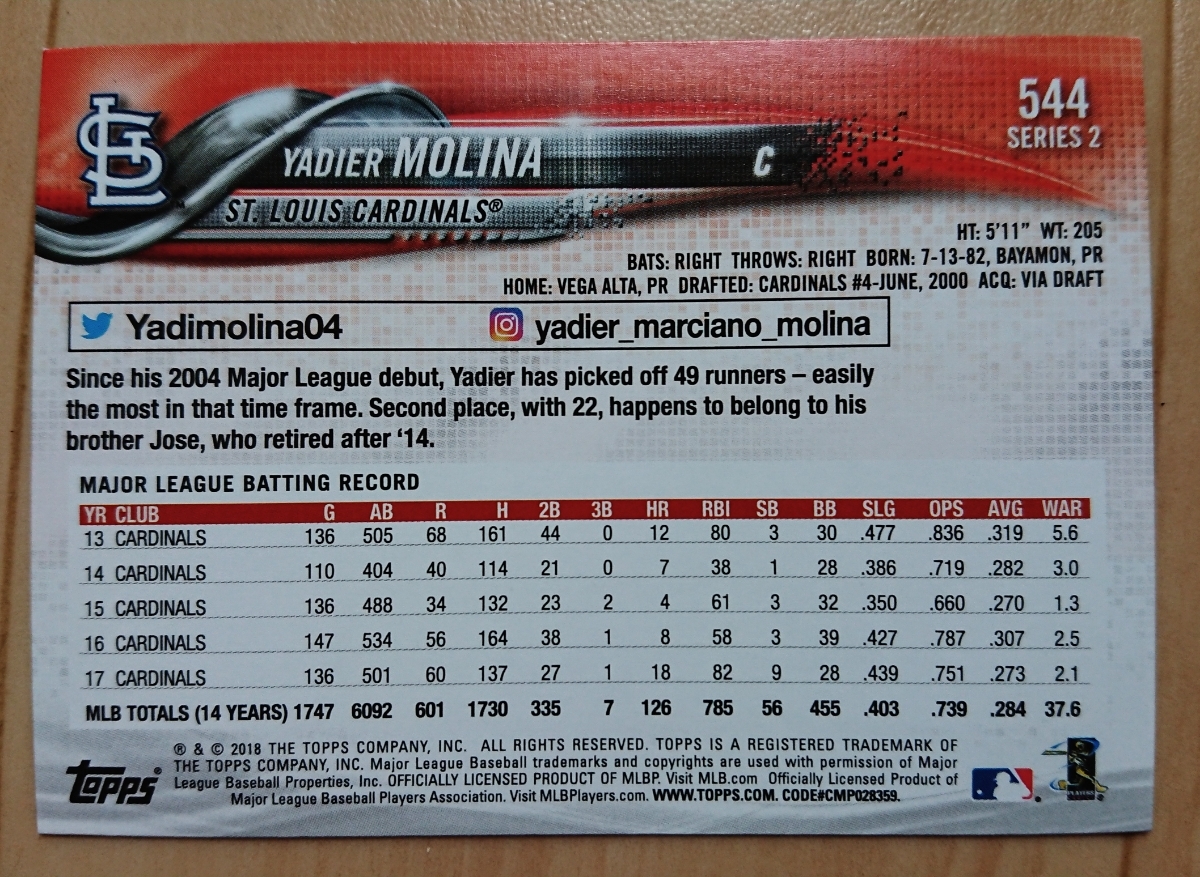 544
SERIES 2
YADIER MOLINA C
ST. LOUIS CARDINALS®
HT: 5'11" WT: 205
BATS: RIGHT THROWS: RIGHT BORN: 7-13-82, BAYAMON, PR
HOME: VEGA ALTA, PR DRAFTED: CARDINALS #4-JUNE, 2000 ACQ: VIA DRAFT
Yadimolina04 yadier_marciano_molina
Since his 2004 Major League debut, Yadier has picked off 49 runners – easily
the most in that time frame. Second place, with 22, happens to belong to his
brother Jose, who retired after ‘14.
MAJOR LEAGUE BATTING RECORD
YR CLUB G AB R H 2B 3B HR RBI SB BB SLG OPS AVG WAR
13 CARDINALS 136 505 68 161 44 0 12 80 3 30 .477 .836 .319 5.6
14 CARDINALS 110 404 40 114 21 0 7 38 1 28 .386 .719 .282 3.0
15 CARDINALS 136 488 34 132 23 2 4 61 3 32 .350 .660 .270 1.3
16 CARDINALS 147 534 56 164 38 1 8 58 3 39 .427 .787 .307 2.5
17 CARDINALS 136 501 60 137 27 1 18 82 9 28 .439 .751 .273 2.1
MLB TOTALS (14 YEARS) 1747 6092 601 1730 335 7 126 785 56 455 .403 .739 .284 37.6
® & © 2018 THE TOPPS COMPANY, INC. ALL RIGHTS RESERVED. TOPPS IS A REGISTERED TRADEMARK OF
THE TOPPS COMPANY, INC. Major League Baseball trademarks and copyrights are used with permission of Major
League Baseball Properties, Inc. OFFICIALLY LICENSED PRODUCT OF MLBP. Visit MLB.com Officially Licensed Product of
Major League Baseball Players Association. Visit MLBPlayers.com. WWW.TOPPS.COM. CODE#CMP028359.
topps®